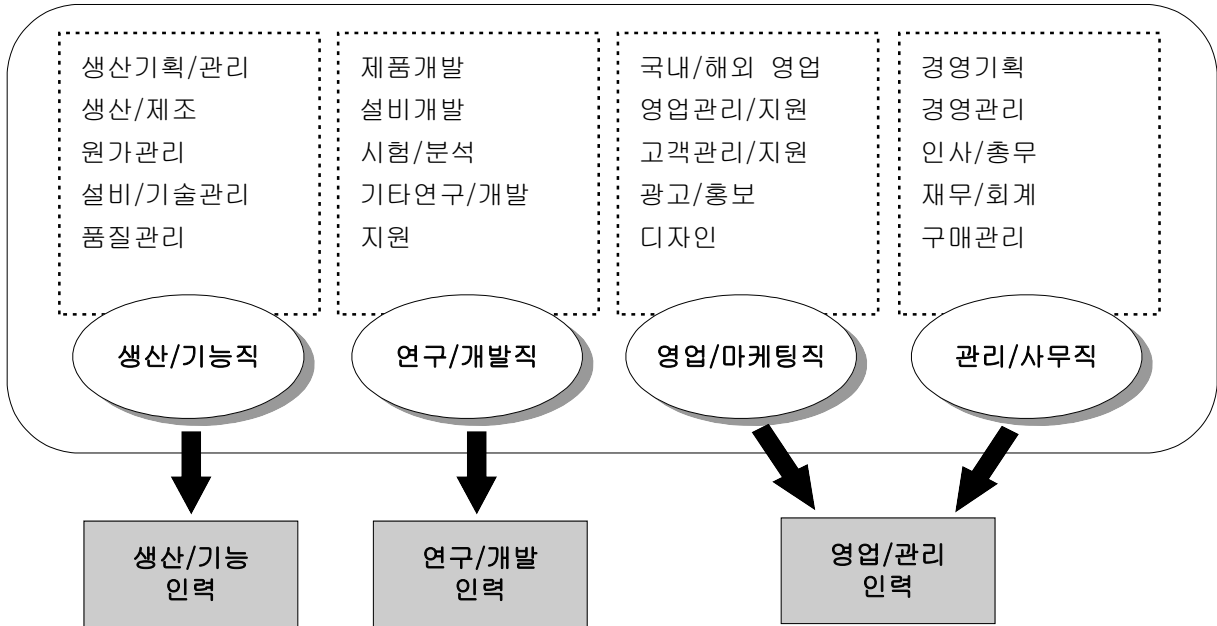 생산기획/관리
생산/제조
원가관리
설비/기술관리
품질관리
제품개발
설비개발
시험/분석
기타연구/개발
지원
국내/해외 영업
영업관리/지원
고객관리/지원
광고/홍보
디자인
경영기획
경영관리
인사/총무
재무/회계
구매관리
생산/기능직
연구/개발직
영업/마케팅직
관리/사무직
생산/기능
인력
연구/개발
인력
영업/관리
인력